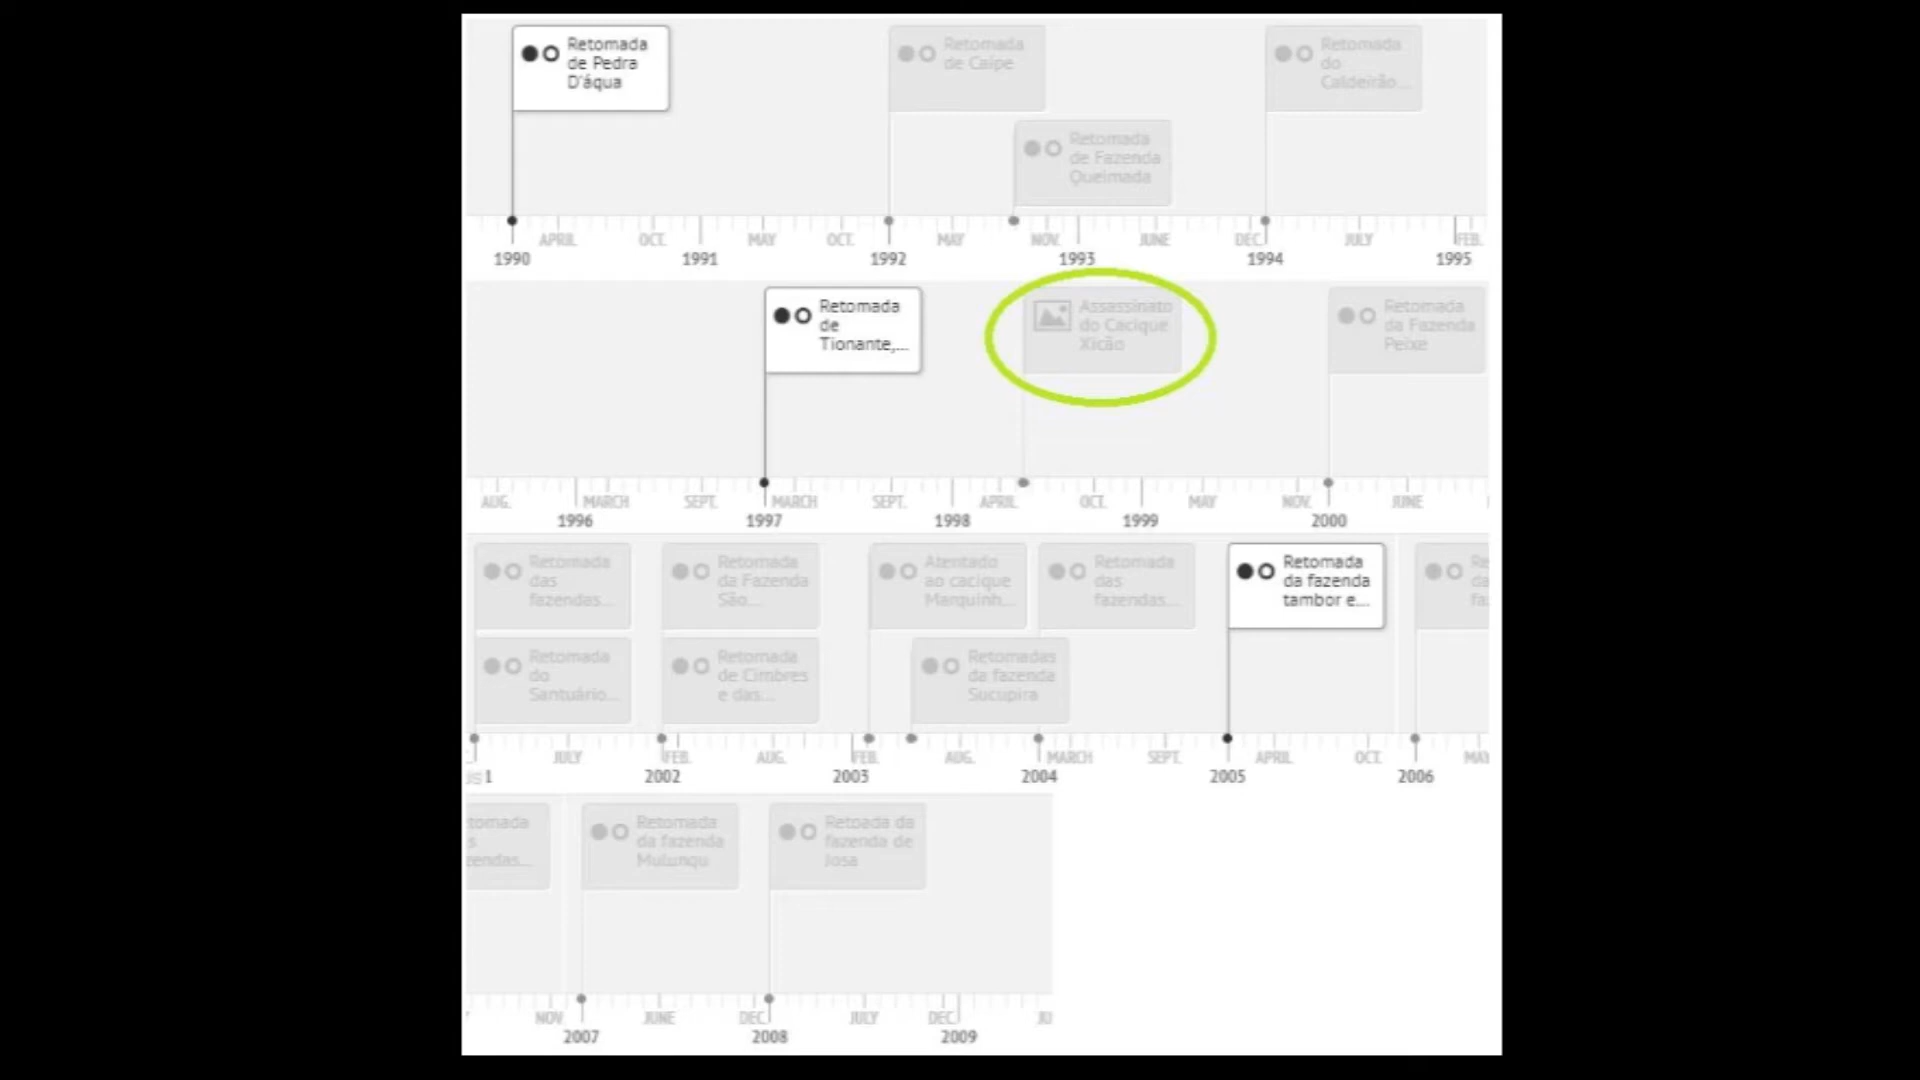 Retomada
de Pedra
D'água
Retomada
de Caípe
Retomada
do
Caldeirão...
Retomada
de Fazenda
Queimada
APRIL OCT. MAY OCT. MAY NOV. JUNE DEC. JULY FEB.
1990 1991 1992 1993 1994 1995
Retomada
de
Tionante,...
Assassinato
do Cacique
Xicão
Retomada
da Fazenda
Peixe
AUG. MARCH SEPT. MARCH SEPT. APRIL OCT. MAY NOV. JUNE
1996 1997 1998 1999 2000
Retomada
das
fazendas...
Retomada
da Fazenda
São...
Atentado
ao cacique
Marquinh...
Retomada
das
fazendas...
Retomada
da fazenda
tambor e...
Retomada
do
Santuário...
Retomada
de Cimbres
e das...
Retomadas
da fazenda
Sucupira
JULY FEB. AUG. FEB. AUG. MARCH SEPT. APRIL OCT. MAY
1 2002 2003 2004 2005 2006
tomada
s
zendas...
Retomada
da fazenda
Mulungu
Retoada da
fazenda de
Josa
NOV JUNE DEC. JULY DEC. JU
2007 2008 2009